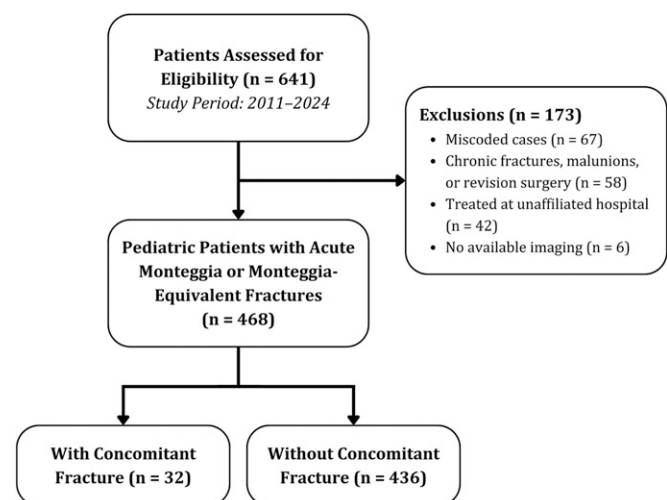 Patients Assessed for
Eligibility (n = 641)
Study Period: 2011–2024
Exclusions (n = 173)
• Miscoded cases (n = 67)
• Chronic fractures, malunions,
or revision surgery (n = 58)
• Treated at unaffiliated hospital
(n = 42)
• No available imaging (n = 6)
Pediatric Patients with Acute
Monteggia or Monteggia-
Equivalent Fractures
(n = 468)
With Concomitant
Fracture (n = 32)
Without Concomitant
Fracture (n = 436)